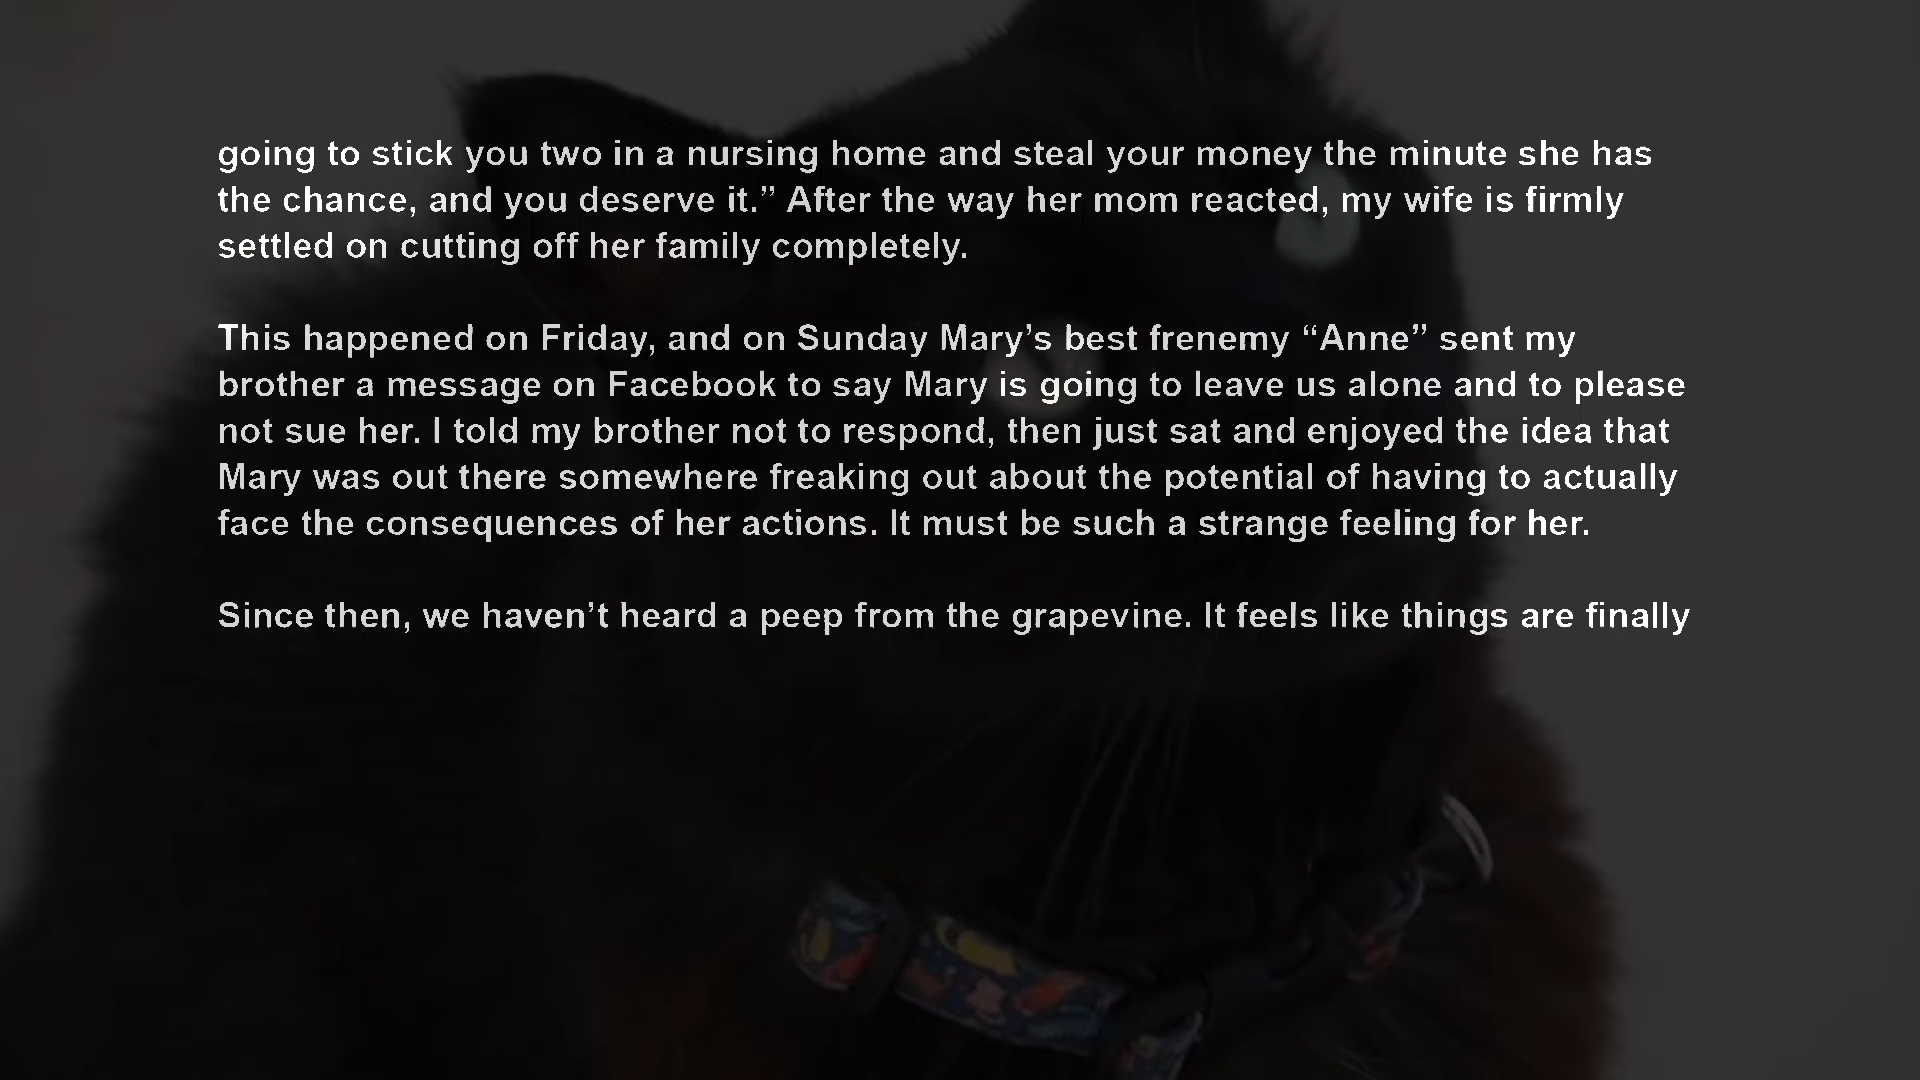 going to stick you two in a nursing home and steal your money the minute she has
the chance, and you deserve it.” After the way her mom reacted, my wife is firmly
settled on cutting off her family completely.
This happened on Friday, and on Sunday Mary’s best frenemy “Anne” sent my
brother a message on Facebook to say Mary is going to leave us alone and to please
not sue her. I told my brother not to respond, then just sat and enjoyed the idea that
Mary was out there somewhere freaking out about the potential of having to actually
face the consequences of her actions. It must be such a strange feeling for her.
Since then, we haven’t heard a peep from the grapevine. It feels like things are finally